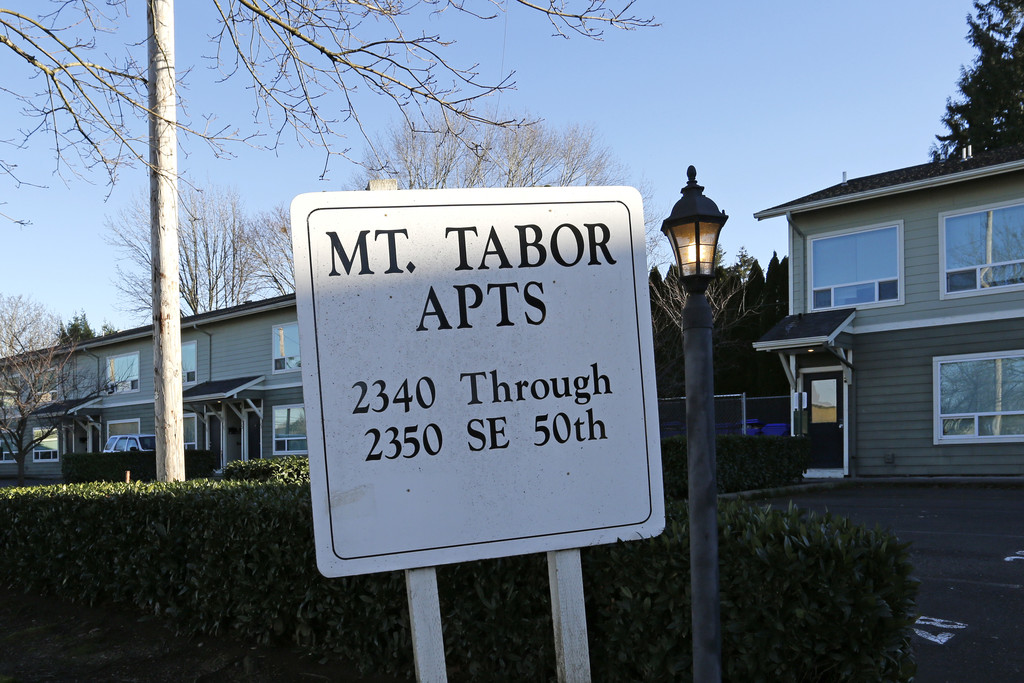 MT. TABOR
APTS
2340 Through
2350 SE 50th